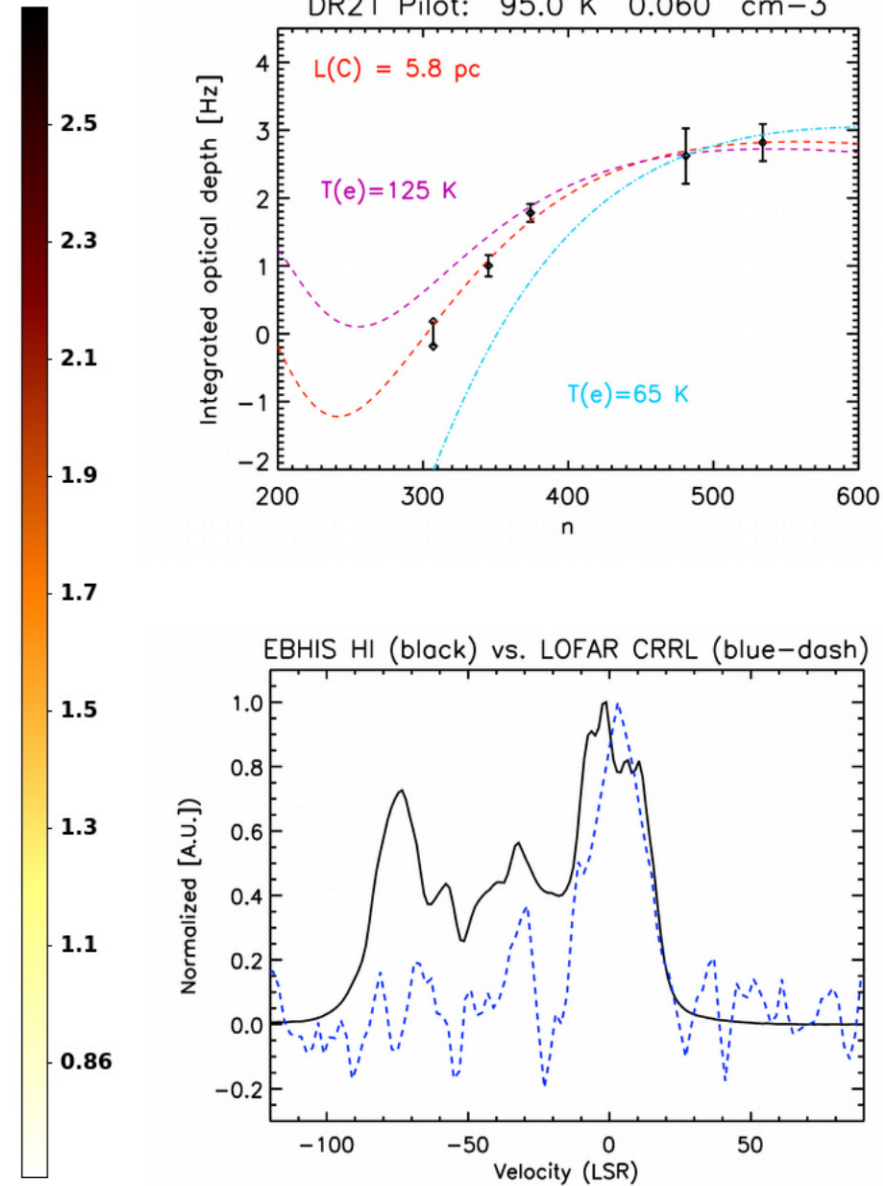 2.5
2.3
2.1
1.9
1.7
1.5
1.3
1.1
0.86
DR21 Pilot: 95.0 K 0.060 cm−3
L(C) = 5.8 pc
T(e)=125 K
T(e)=65 K
Integrated optical depth [Hz]
4
3
2
1
0
−1
−2
200 300 400 500 600
n
EBHIS HI (black) vs. LOFAR CRRL (blue−dash)
Normalized [A.U.])
1.0
0.8
0.6
0.4
0.2
0.0
−0.2
−100 −50 0 50
Velocity (LSR)